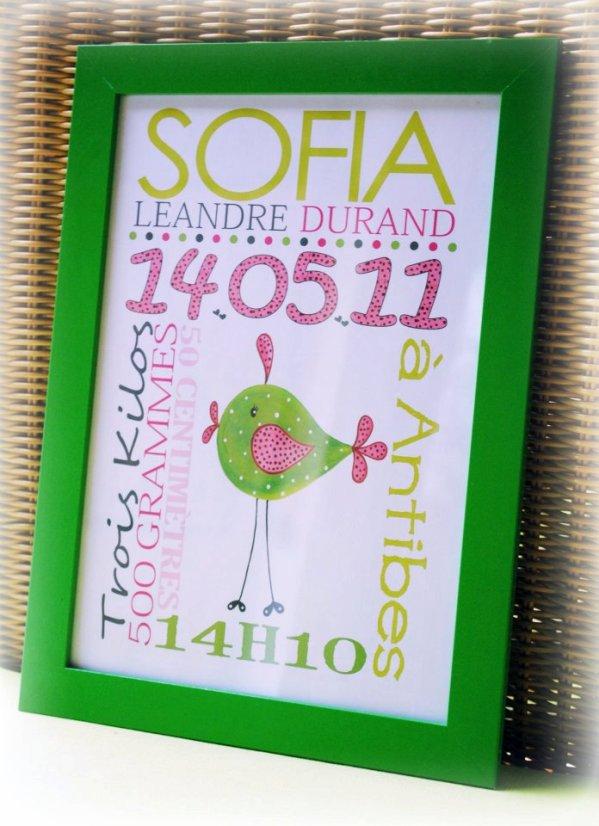 SOFIA
LEANDRE DURAND
14.05.11
Trois Kilos
500 GRAMMES
50 CENTIMÈTRES
à Antibes
14H10